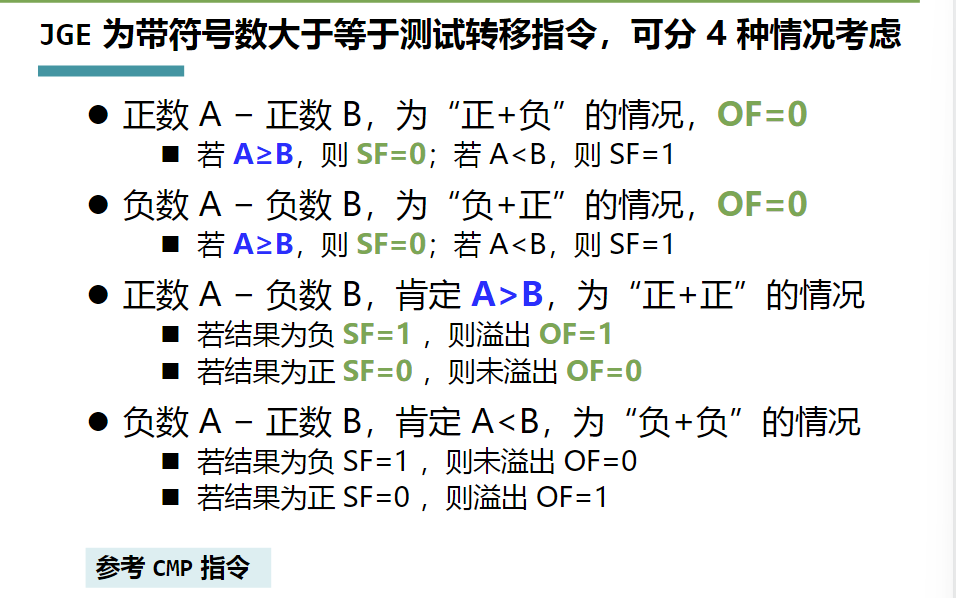 JGE 为带符号数大于等于测试转移指令，可分 4 种情况考虑
● 正数 A − 正数 B，为“正+负”的情况，OF=0
■ 若 A≥B，则 SF=0；若 A<B，则 SF=1
● 负数 A − 负数 B，为“负+正”的情况，OF=0
■ 若 A≥B，则 SF=0；若 A<B，则 SF=1
● 正数 A − 负数 B，肯定 A>B，为“正+正”的情况
■ 若结果为负 SF=1 ，则溢出 OF=1
■ 若结果为正 SF=0 ，则未溢出 OF=0
● 负数 A − 正数 B，肯定 A<B，为“负+负”的情况
■ 若结果为负 SF=1 ，则未溢出 OF=0
■ 若结果为正 SF=0 ，则溢出 OF=1
参考 CMP 指令